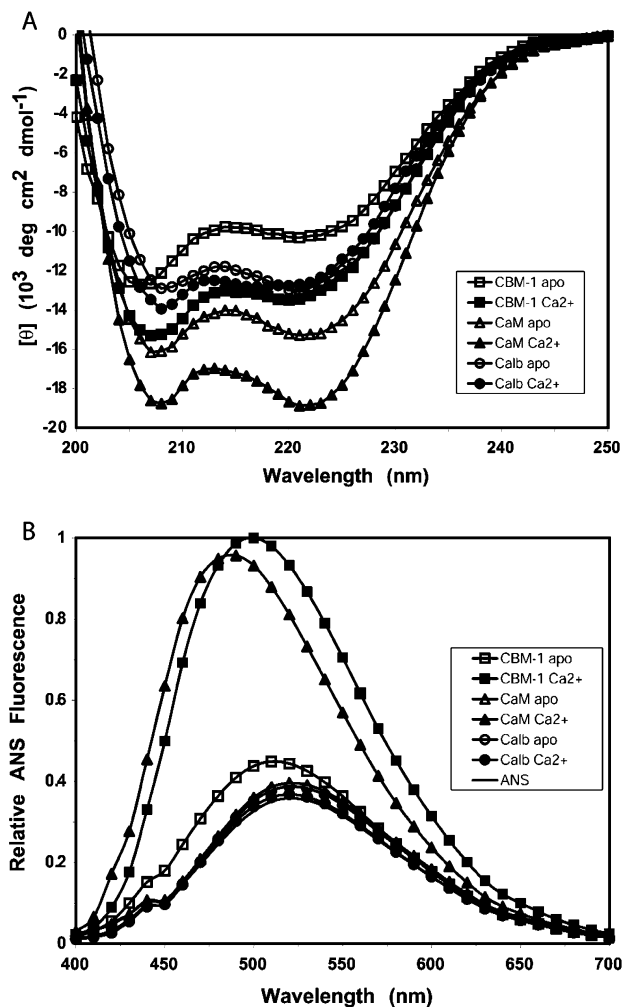 A
[θ] (10³ deg cm² dmol⁻¹)
0
-2
-4
-6
-8
-10
-12
-14
-16
-18
-20
CBM-1 apo
CBM-1 Ca2+
CaM apo
CaM Ca2+
Calb apo
Calb Ca2+
200 210 220 230 240 250
Wavelength (nm)
B
Relative ANS Fluorescence
1
0.8
0.6
0.4
0.2
0
CBM-1 apo
CBM-1 Ca2+
CaM apo
CaM Ca2+
Calb apo
Calb Ca2+
ANS
400 450 500 550 600 650 700
Wavelength (nm)